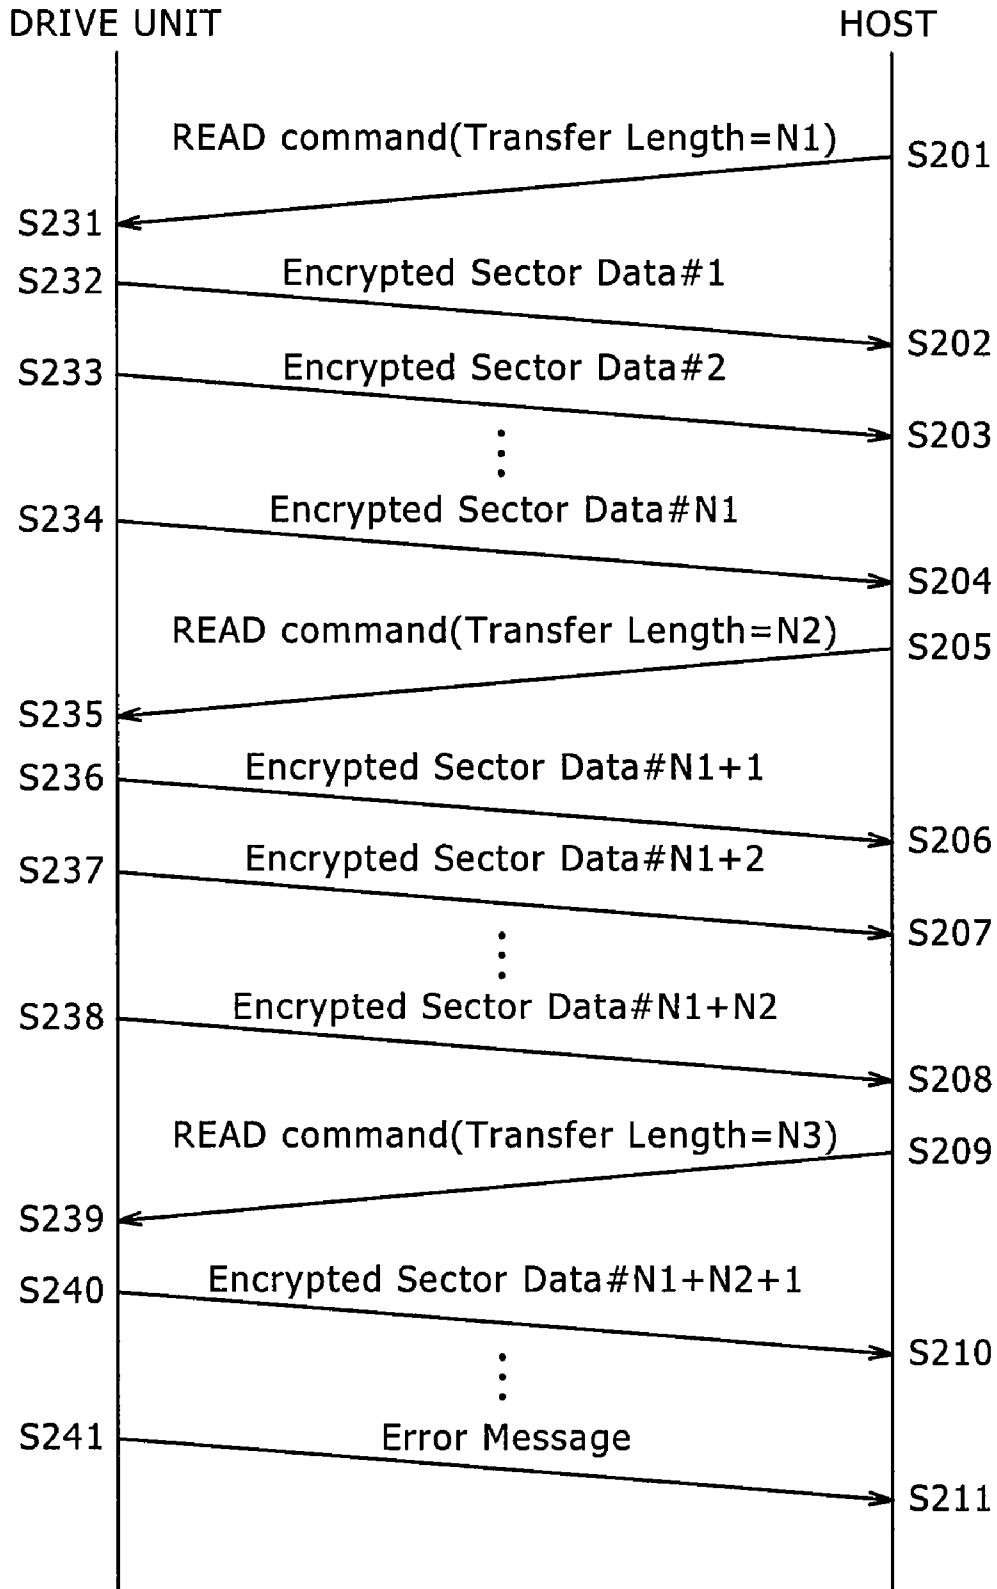 DRIVE UNIT
HOST
READ command(Transfer Length=N1)
S201
S231
S232
Encrypted Sector Data#1
S202
S233
Encrypted Sector Data#2
S203
S234
Encrypted Sector Data#N1
S204
READ command(Transfer Length=N2)
S205
S235
S236
Encrypted Sector Data#N1+1
S206
S237
Encrypted Sector Data#N1+2
S207
S238
Encrypted Sector Data#N1+N2
S208
READ command(Transfer Length=N3)
S209
S239
S240
Encrypted Sector Data#N1+N2+1
S210
S241
Error Message
S211